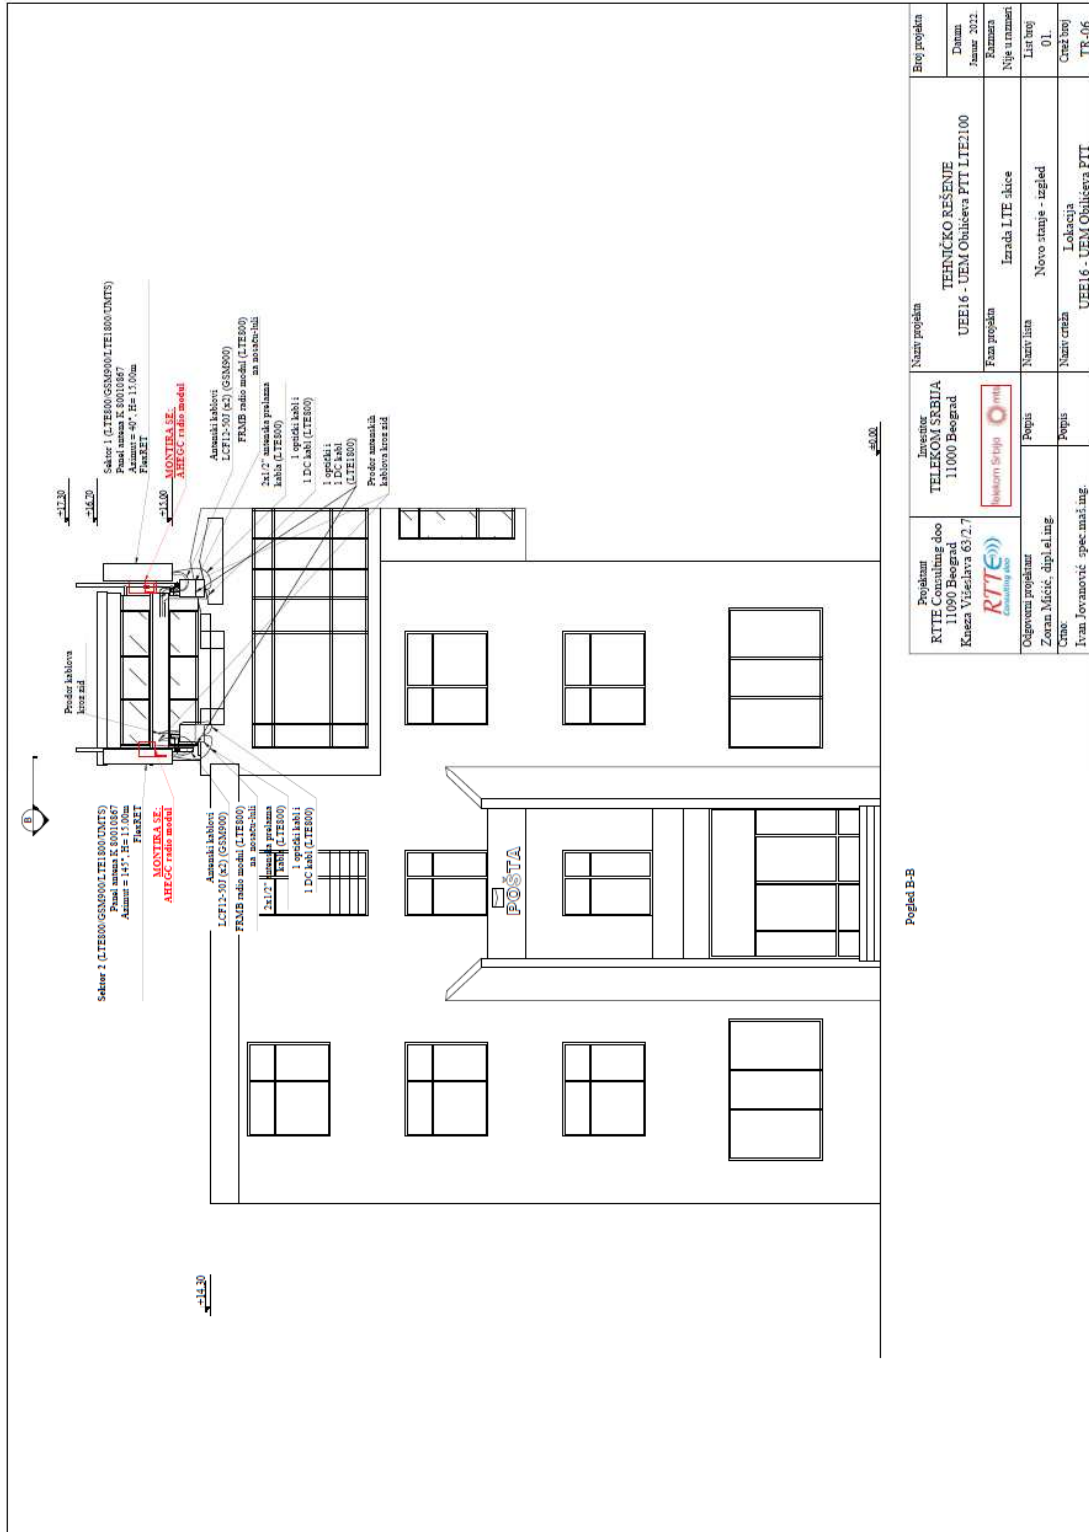 B
Prodor kablova
kroz zid
+17.30
+16.70
+15.00
Sektor 1 (LTE800/GSM900/LTE1800/UMTS)
Panel antena K 80010867
Azimut = 40°, H= 15.00m
FlexRET
MONTIRA SE:
AHEGC radio modul
Antenski kablovi
LCF12-50J (x2) (GSM900)
FRMB radio modul (LTE800)
na nosaču-luli
2x1/2" antenska prelazna
kabla (LTE800)
1 optički kabl i
1 DC kabl (LTE800)
1 optički i
1 DC kabl
(LTE1800)
Prodor antenskih
kablova kroz zid
Sektor 2 (LTE800/GSM900/LTE1800/UMTS)
Panel antena K 80010867
Azimut = 145°, H= 15.00m
FlexRET
MONTIRA SE:
AHEGC radio modul
Antenski kablovi
LCF12-50J (x2) (GSM900)
FRMB radio modul (LTE800)
na nosaču-luli
2x1/2" antenska prelazna
kabla (LTE800)
1 optički kabl i
1 DC kabl (LTE800)
+14.30
±0.00
POŠTA
Pogled B-B
Projektant
RTTE Consulting doo
11090 Beograd
Kneza Višeslava 63/2.7
RTTE
Consulting doo
Investitor
TELEKOM SRBIJA
11000 Beograd
Telekom Srbija
mts
Naziv projekta
TEHNIČKO REŠENJE
UEE16 - UEM Obilićeva PTT LTE2100
Broj projekta
Datum
Januar 2022.
Faza projekta
Izrada LTE skice
Razmera
Nije u razmeri
Odgovorni projektant
Zoran Mićić, dipl.el.ing.
Potpis
Naziv lista
Novo stanje - izgled
List broj
01.
Crtao:
Ivan Jovanović spec.maš.ing.
Potpis
Naziv crteža
Lokacija
UEE16 - UEM Obilićeva PTT
Crtež broj
TR-06